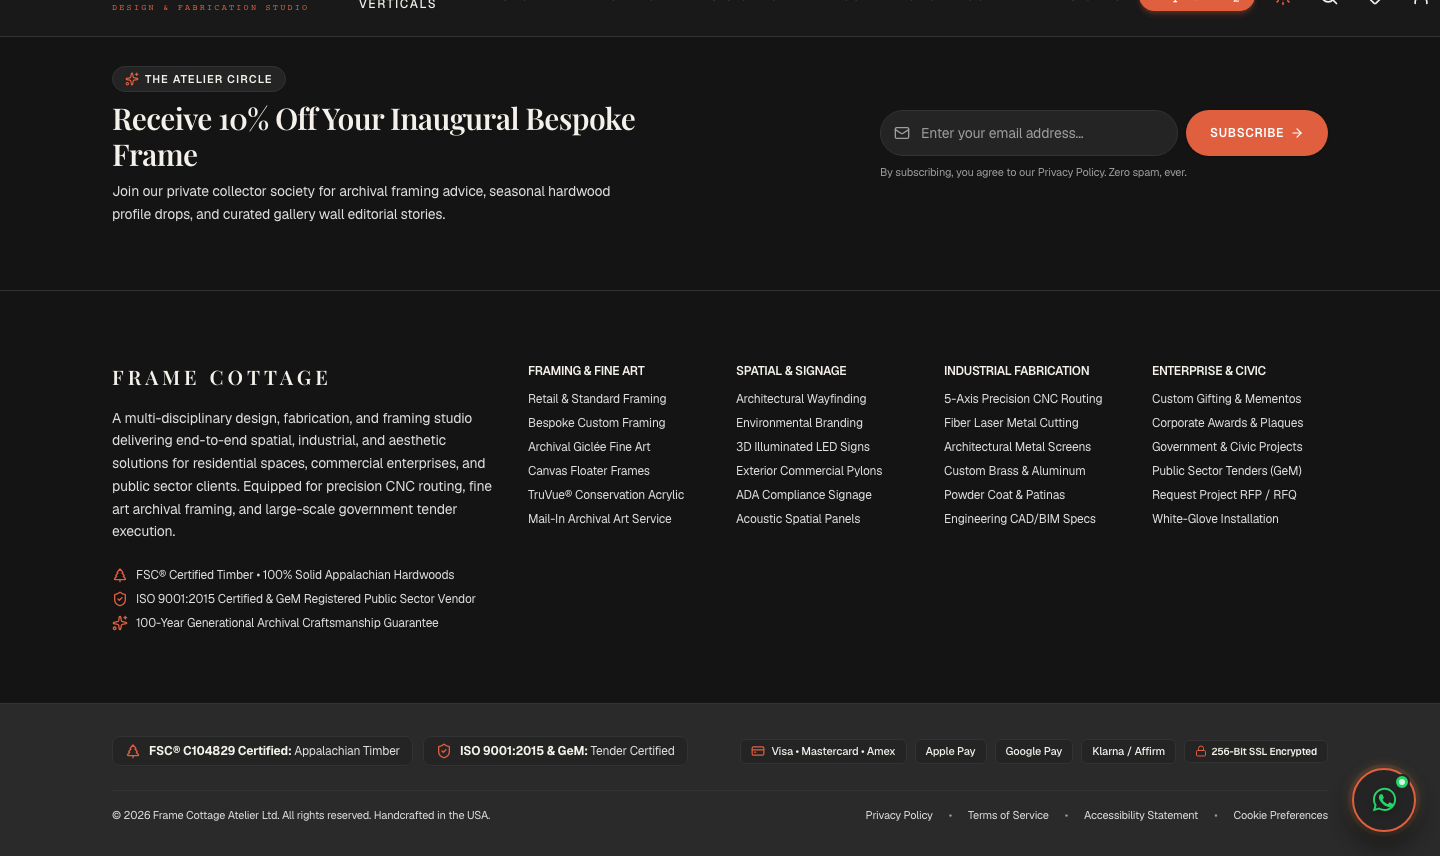 DESIGN & FABRICATION STUDIO
VERTICALS
THE ATELIER CIRCLE
Receive 10% Off Your Inaugural Bespoke
Frame
Join our private collector society for archival framing advice, seasonal hardwood
profile drops, and curated gallery wall editorial stories.
Enter your email address...
SUBSCRIBE
By subscribing, you agree to our Privacy Policy. Zero spam, ever.
FRAME COTTAGE
A multi-disciplinary design, fabrication, and framing studio
delivering end-to-end spatial, industrial, and aesthetic
solutions for residential spaces, commercial enterprises, and
public sector clients. Equipped for precision CNC routing, fine
art archival framing, and large-scale government tender
execution.
FSC® Certified Timber • 100% Solid Appalachian Hardwoods
ISO 9001:2015 Certified & GeM Registered Public Sector Vendor
100-Year Generational Archival Craftsmanship Guarantee
FRAMING & FINE ART
Retail & Standard Framing
Bespoke Custom Framing
Archival Giclée Fine Art
Canvas Floater Frames
TruVue® Conservation Acrylic
Mail-In Archival Art Service
SPATIAL & SIGNAGE
Architectural Wayfinding
Environmental Branding
3D Illuminated LED Signs
Exterior Commercial Pylons
ADA Compliance Signage
Acoustic Spatial Panels
INDUSTRIAL FABRICATION
5-Axis Precision CNC Routing
Fiber Laser Metal Cutting
Architectural Metal Screens
Custom Brass & Aluminum
Powder Coat & Patinas
Engineering CAD/BIM Specs
ENTERPRISE & CIVIC
Custom Gifting & Mementos
Corporate Awards & Plaques
Government & Civic Projects
Public Sector Tenders (GeM)
Request Project RFP / RFQ
White-Glove Installation
FSC® C104829 Certified: Appalachian Timber
ISO 9001:2015 & GeM: Tender Certified
Visa • Mastercard • Amex
Apple Pay
Google Pay
Klarna / Affirm
256-Bit SSL Encrypted
© 2026 Frame Cottage Atelier Ltd. All rights reserved. Handcrafted in the USA.
Privacy Policy • Terms of Service • Accessibility Statement • Cookie Preferences